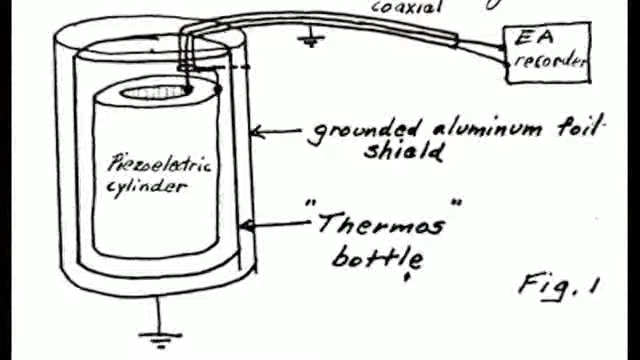 coaxial
EA
recorder
grounded aluminum foil
shield
Piezoelectric
cylinder
"Thermos"
bottle
Fig. 1